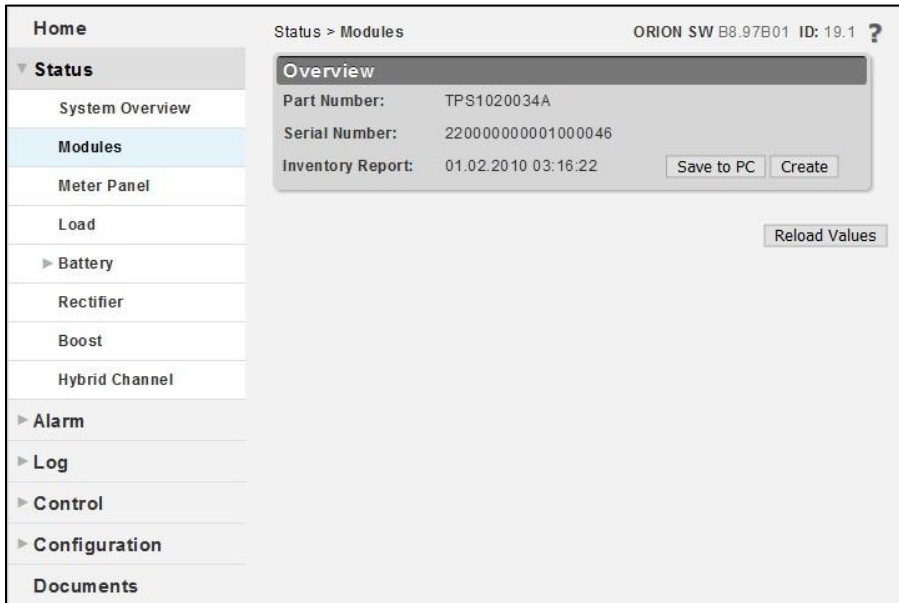 Home
Status
System Overview
Modules
Meter Panel
Load
Battery
Rectifier
Boost
Hybrid Channel
Alarm
Log
Control
Configuration
Documents
Status > Modules
ORION SW B8.97B01 ID: 19.1 ?
Overview
Part Number: TPS1020034A
Serial Number: 220000000001000046
Inventory Report: 01.02.2010 03:16:22 Save to PC Create
Reload Values